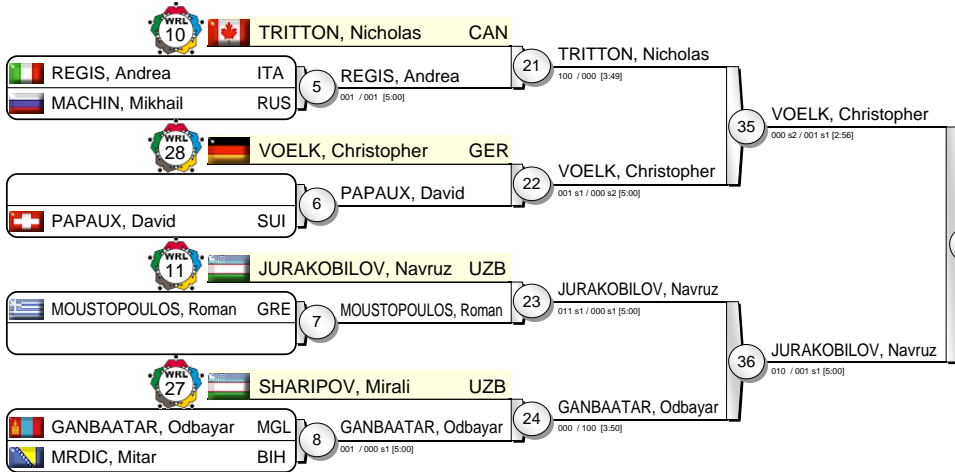 WRL
10
TRITTON, Nicholas CAN
REGIS, Andrea ITA
MACHIN, Mikhail RUS
5
REGIS, Andrea
001 / 001 [5:00]
21
TRITTON, Nicholas
100 / 000 [3:49]
WRL
28
VOELK, Christopher GER
PAPAUX, David SUI
6
PAPAUX, David
22
VOELK, Christopher
001 s1 / 000 s2 [5:00]
35
VOELK, Christopher
000 s2 / 001 s1 [2:56]
WRL
11
JURAKOBILOV, Navruz UZB
MOUSTOPOULOS, Roman GRE
7
MOUSTOPOULOS, Roman
23
JURAKOBILOV, Navruz
011 s1 / 000 s1 [5:00]
WRL
27
SHARIPOV, Mirali UZB
GANBAATAR, Odbayar MGL
MRDIC, Mitar BIH
8
GANBAATAR, Odbayar
001 / 000 s1 [5:00]
24
GANBAATAR, Odbayar
000 / 100 [3:50]
36
JURAKOBILOV, Navruz
010 / 001 s1 [5:00]